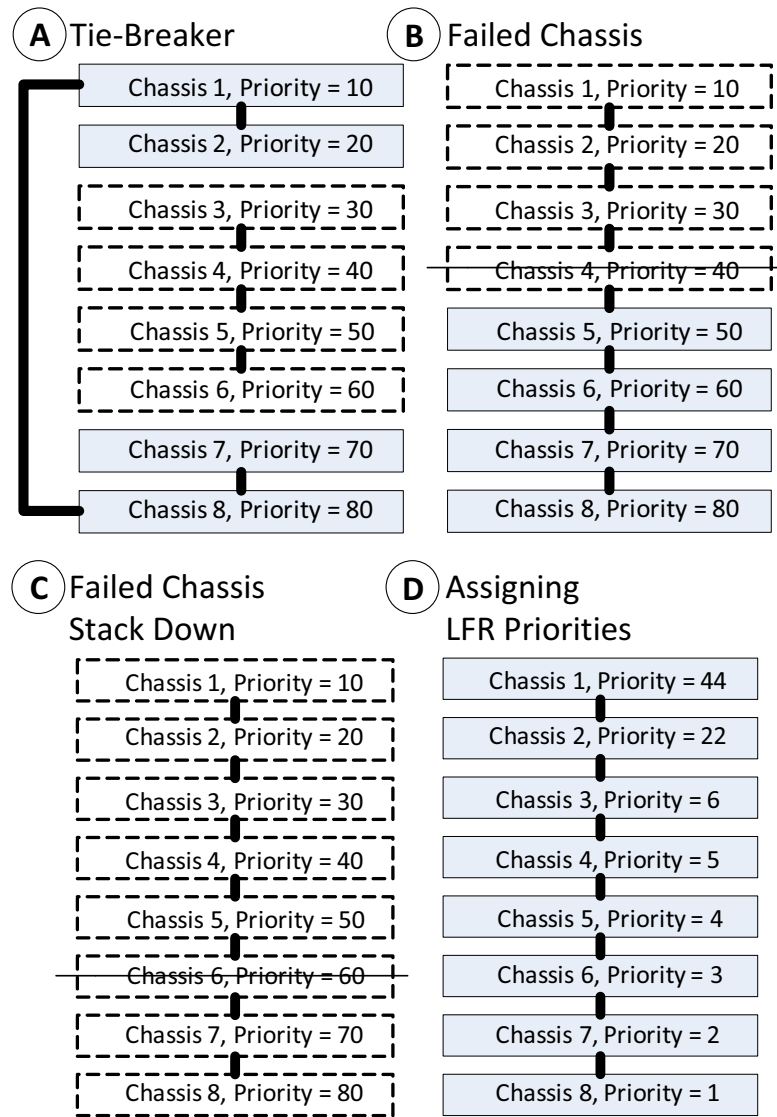 A Tie-Breaker
Chassis 1, Priority = 10
Chassis 2, Priority = 20
Chassis 3, Priority = 30
Chassis 4, Priority = 40
Chassis 5, Priority = 50
Chassis 6, Priority = 60
Chassis 7, Priority = 70
Chassis 8, Priority = 80
B Failed Chassis
Chassis 1, Priority = 10
Chassis 2, Priority = 20
Chassis 3, Priority = 30
Chassis 4, Priority = 40
Chassis 5, Priority = 50
Chassis 6, Priority = 60
Chassis 7, Priority = 70
Chassis 8, Priority = 80
C Failed Chassis
Stack Down
Chassis 1, Priority = 10
Chassis 2, Priority = 20
Chassis 3, Priority = 30
Chassis 4, Priority = 40
Chassis 5, Priority = 50
Chassis 6, Priority = 60
Chassis 7, Priority = 70
Chassis 8, Priority = 80
D Assigning
LFR Priorities
Chassis 1, Priority = 44
Chassis 2, Priority = 22
Chassis 3, Priority = 6
Chassis 4, Priority = 5
Chassis 5, Priority = 4
Chassis 6, Priority = 3
Chassis 7, Priority = 2
Chassis 8, Priority = 1